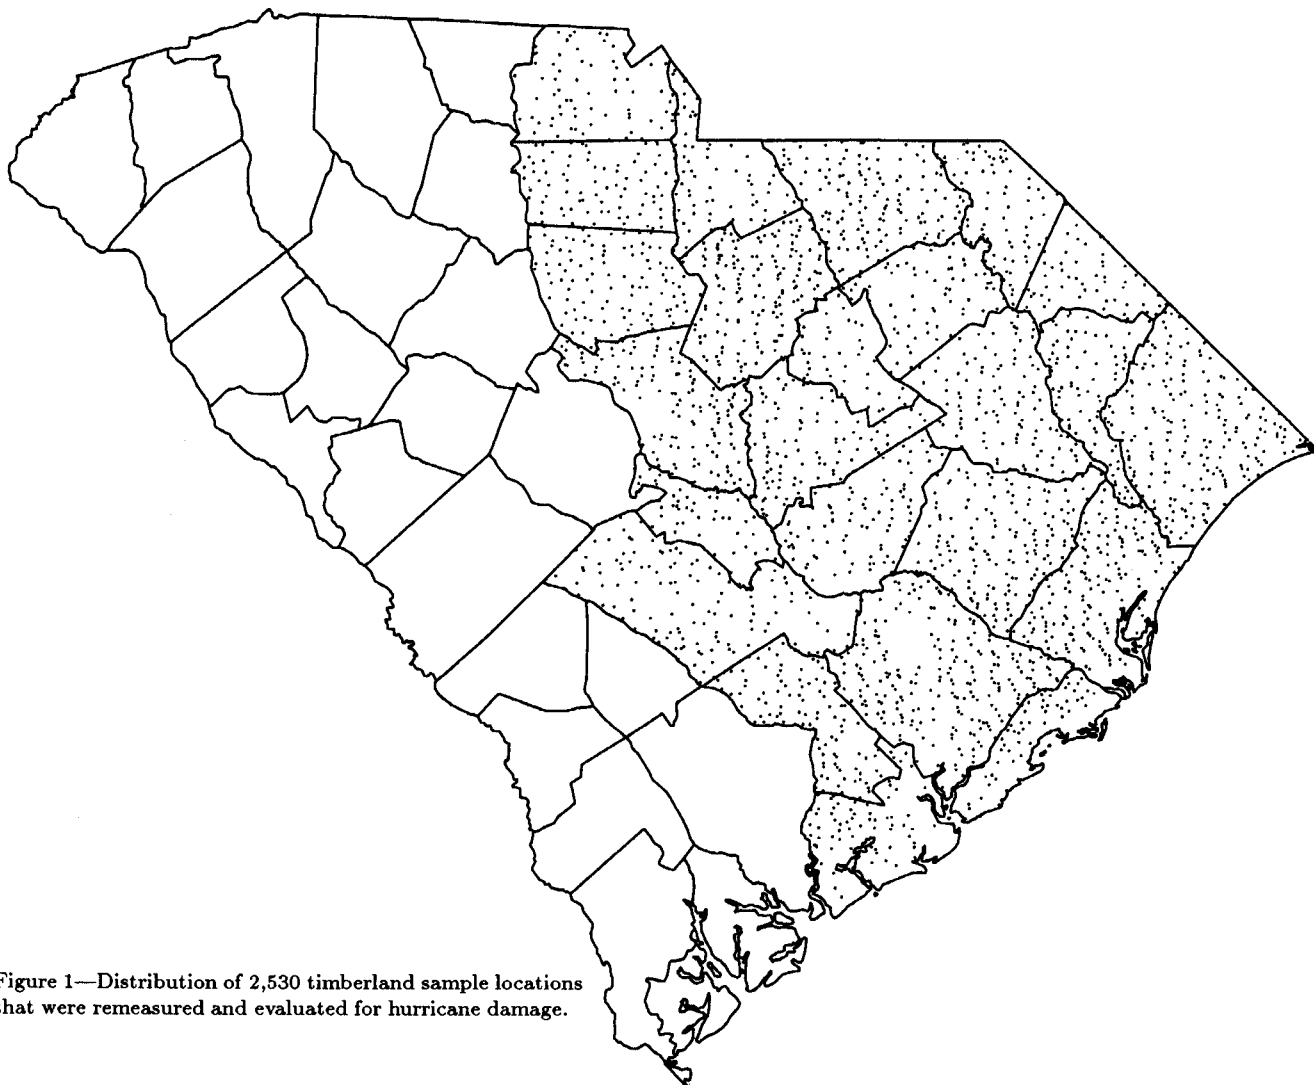 Figure 1—Distribution of 2,530 timberland sample locations
that were remeasured and evaluated for hurricane damage.